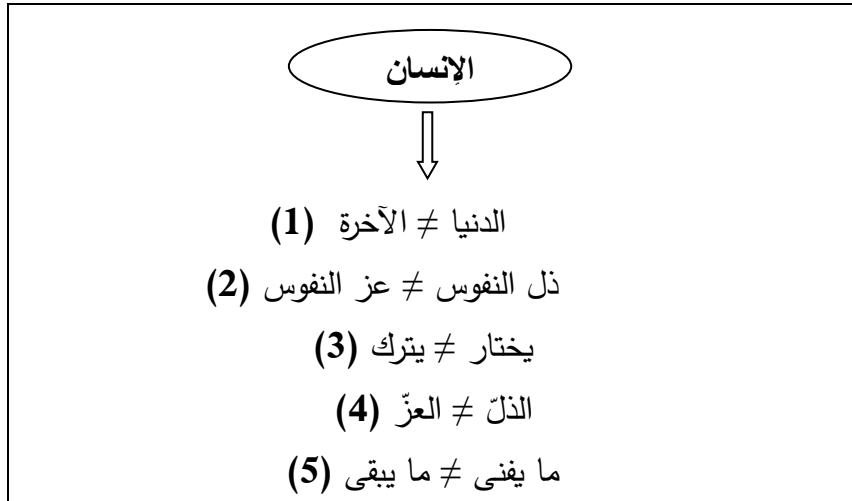 الإنسان
الدنيا ≠ الآخرة (1)
ذل النفوس ≠ عز النفوس (2)
يختار ≠ يترك (3)
الذلّ ≠ العزّ (4)
ما يفنى ≠ ما يبقى (5)